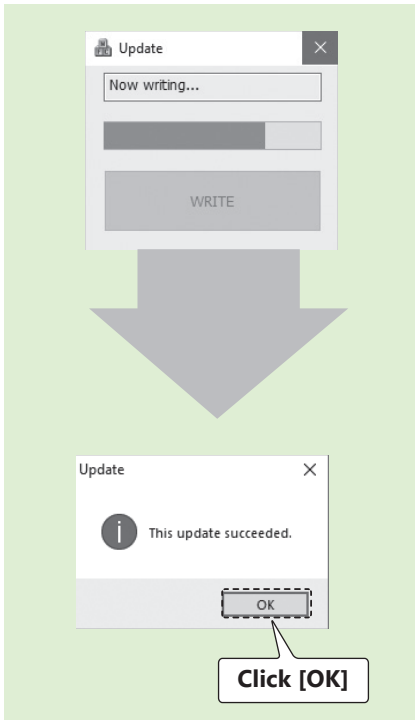 Update
Now writing...
WRITE
Update
This update succeeded.
OK
Click [OK]